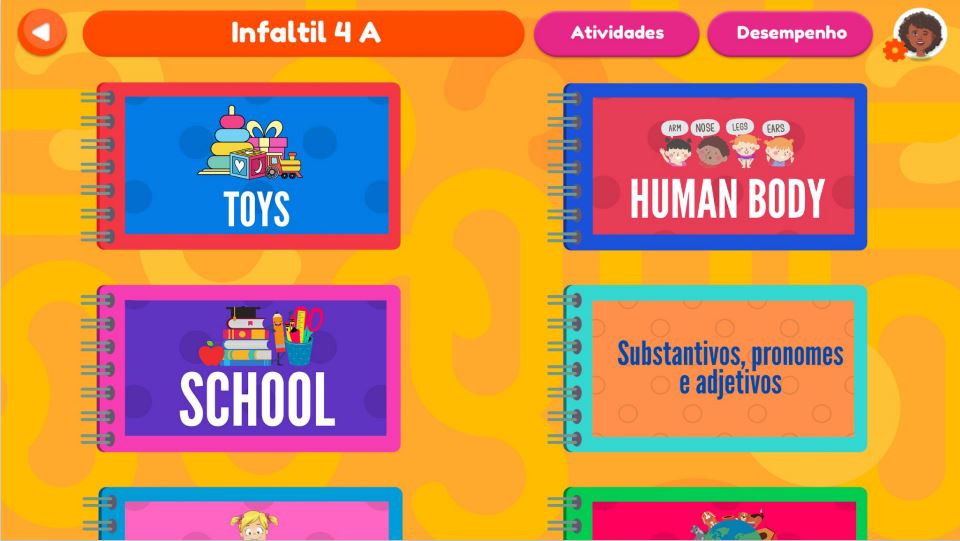 Infaltil 4 A
Atividades
Desempenho
TOYS
ARM NOSE LEGS EARS
HUMAN BODY
SCHOOL
Substantivos, pronomes
e adjetivos